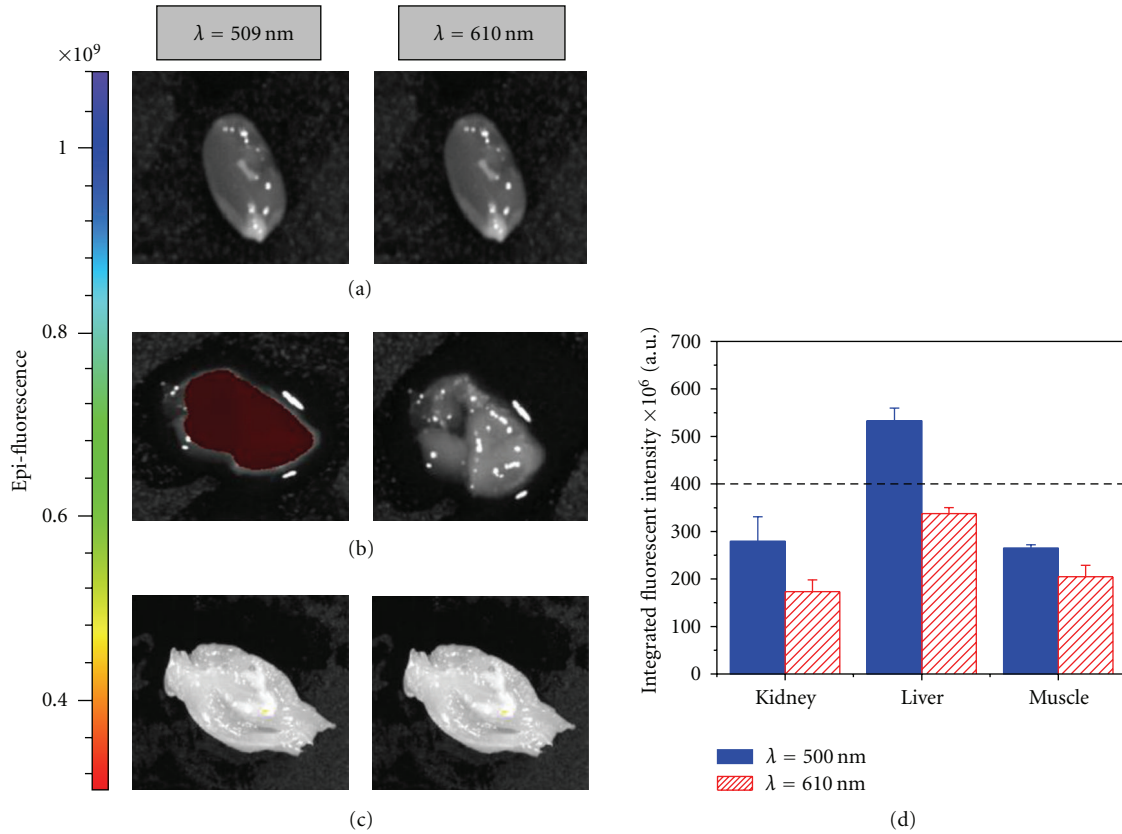 λ = 509 nm
λ = 610 nm
×10⁹
1
0.8
0.6
0.4
Epi-fluorescence
(a)
(b)
(c)
700
600
500
400
300
200
100
0
Integrated fluorescent intensity ×10⁶ (a.u.)
Kidney
Liver
Muscle
λ = 500 nm
λ = 610 nm
(d)